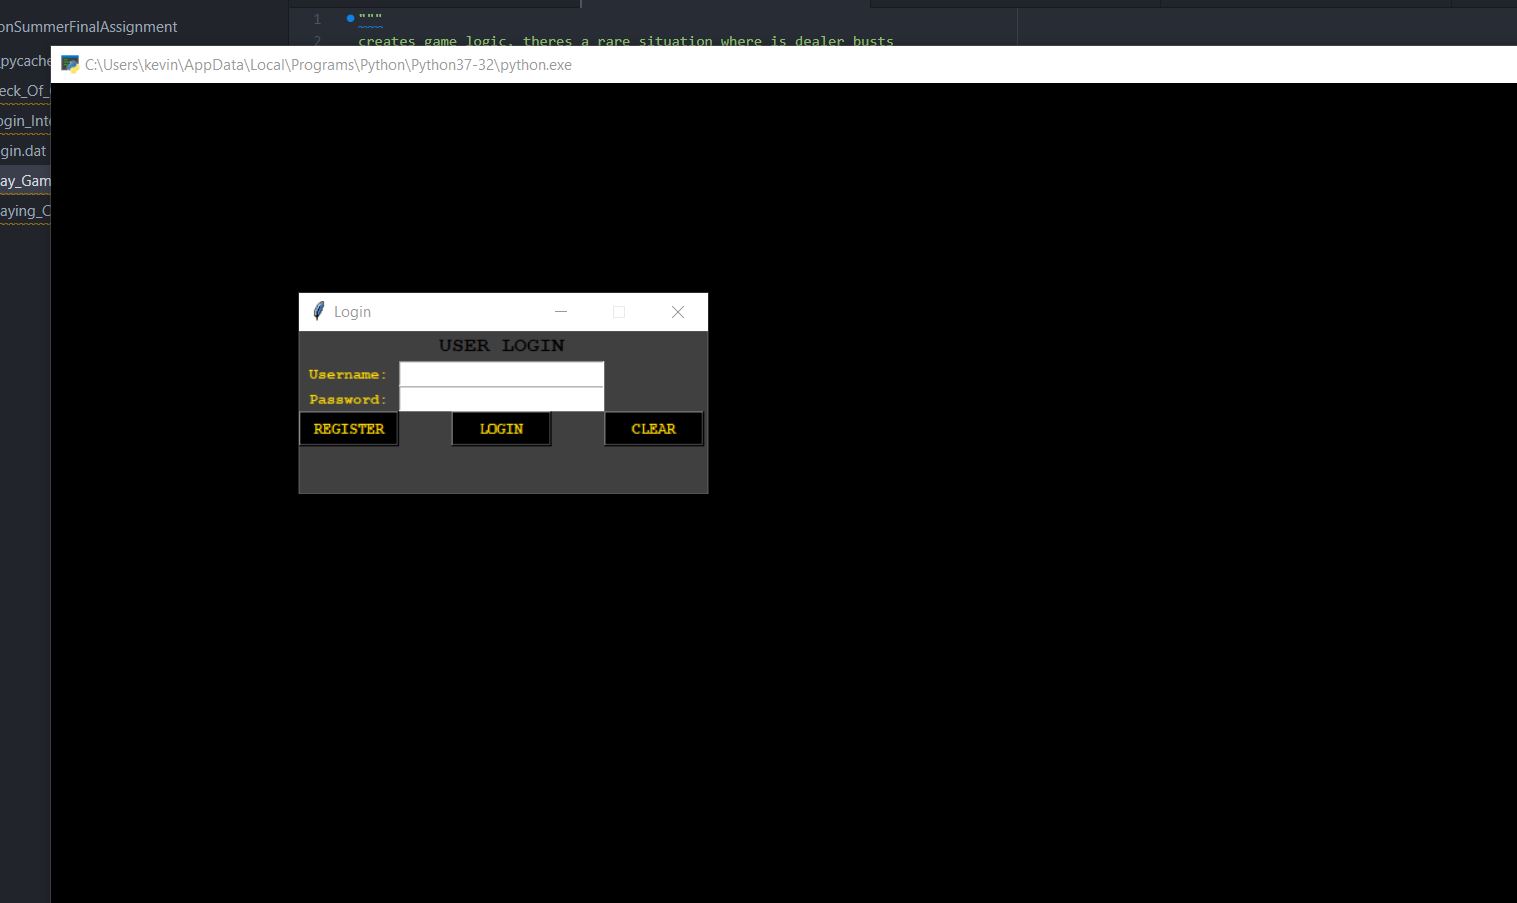 onSummerFinalAssignment
1 """
2 creates game logic. theres a rare situation where is dealer busts
pycache
C:\Users\kevin\AppData\Local\Programs\Python\Python37-32\python.exe
eck_Of_
ogin_Inte
gin.dat
ay_Gam
aying_C
Login
USER LOGIN
Username:
Password:
REGISTER LOGIN CLEAR